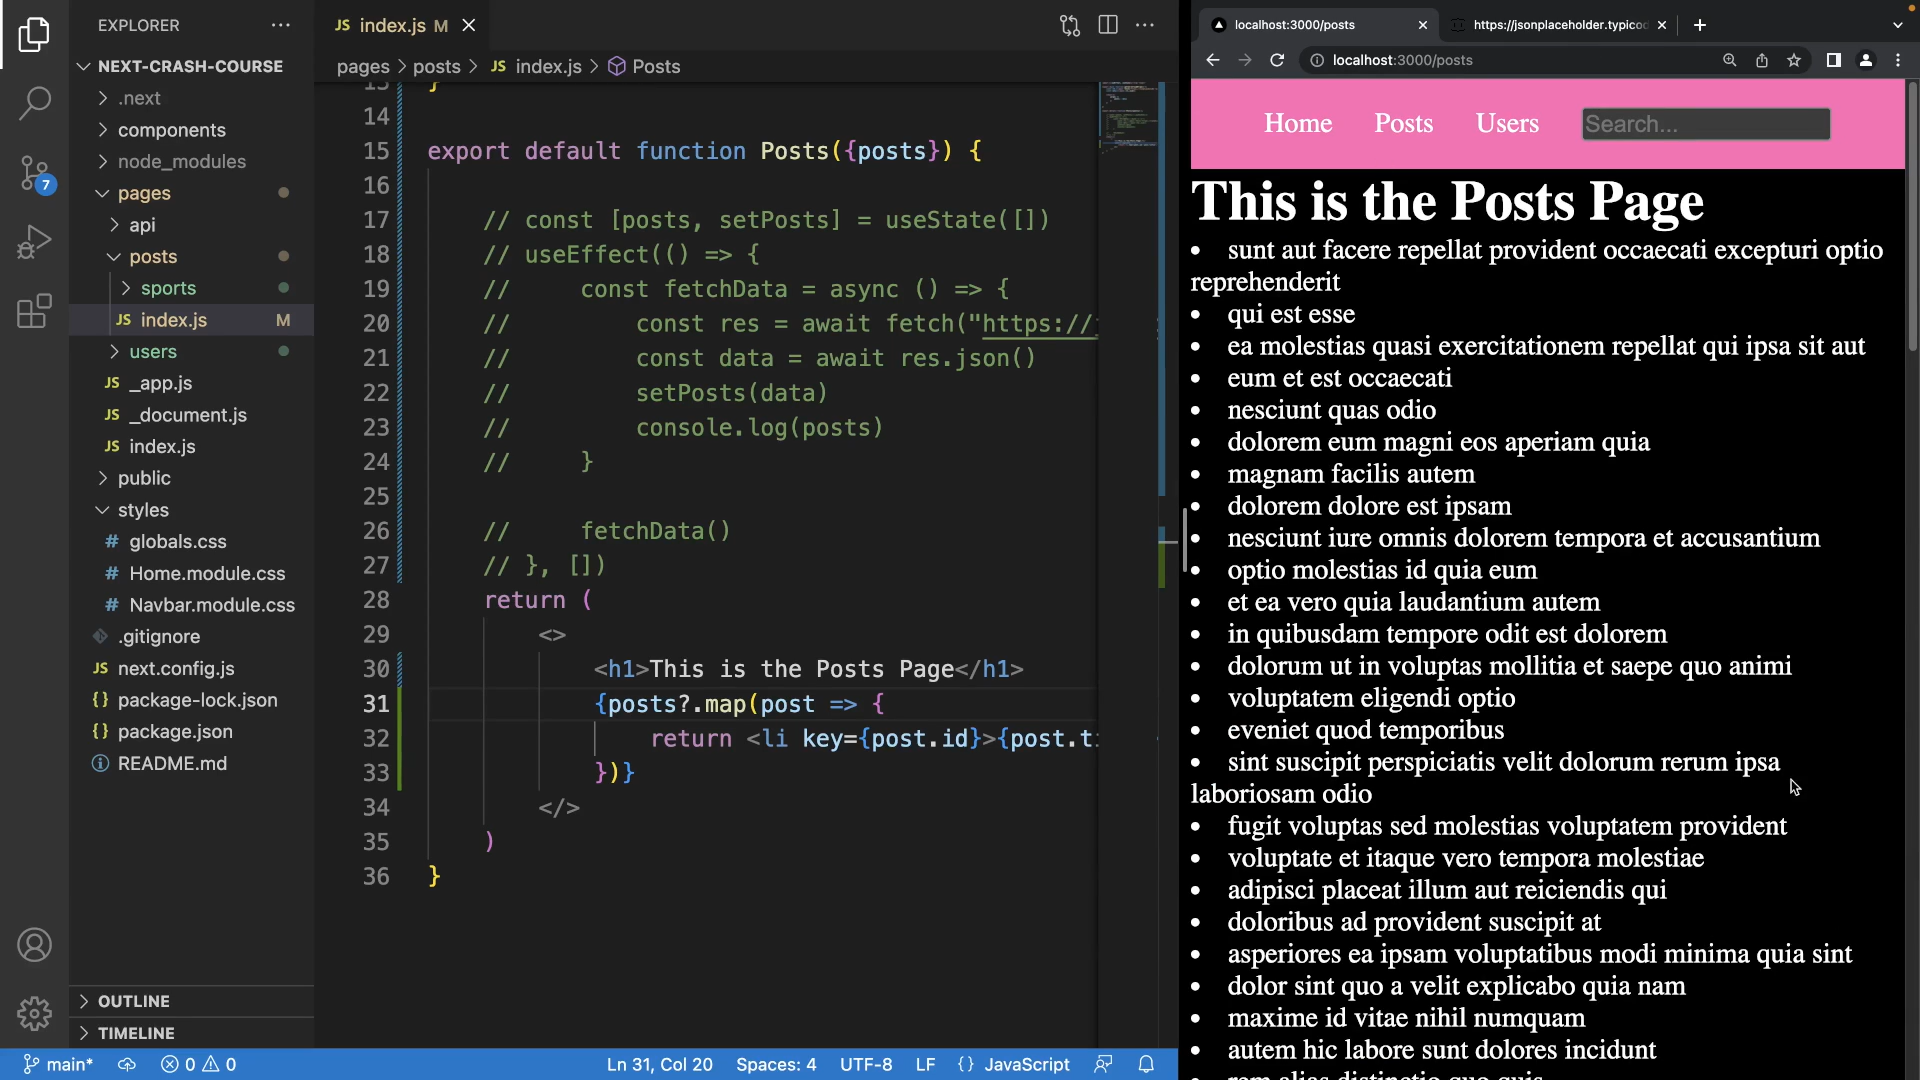 EXPLORER
NEXT-CRASH-COURSE
.next
components
node_modules
pages
api
posts
sports
JS index.js M
users
JS _app.js
JS _document.js
JS index.js
public
styles
# globals.css
# Home.module.css
# Navbar.module.css
.gitignore
JS next.config.js
{} package-lock.json
{} package.json
README.md
OUTLINE
TIMELINE
7
JS index.js M
pages > posts > JS index.js > Posts
14
15 export default function Posts({posts}) {
16
17 // const [posts, setPosts] = useState([])
18 // useEffect(() => {
19 //     const fetchData = async () => {
20 //         const res = await fetch("https://
21 //         const data = await res.json()
22 //         setPosts(data)
23 //         console.log(posts)
24 //     }
25
26 //     fetchData()
27 // }, [])
28 return (
29 <>
30 <h1>This is the Posts Page</h1>
31 {posts?.map(post => {
32 return <li key={post.id}>{post.t
33 })}
34 </>
35 )
36 }
main* 0 0 Ln 31, Col 20 Spaces: 4 UTF-8 LF {} JavaScript
localhost:3000/posts
https://jsonplaceholder.typico
localhost:3000/posts
Home Posts Users Search...
This is the Posts Page
• sunt aut facere repellat provident occaecati excepturi optio
reprehenderit
• qui est esse
• ea molestias quasi exercitationem repellat qui ipsa sit aut
• eum et est occaecati
• nesciunt quas odio
• dolorem eum magni eos aperiam quia
• magnam facilis autem
• dolorem dolore est ipsam
• nesciunt iure omnis dolorem tempora et accusantium
• optio molestias id quia eum
• et ea vero quia laudantium autem
• in quibusdam tempore odit est dolorem
• dolorum ut in voluptas mollitia et saepe quo animi
• voluptatem eligendi optio
• eveniet quod temporibus
• sint suscipit perspiciatis velit dolorum rerum ipsa
laboriosam odio
• fugit voluptas sed molestias voluptatem provident
• voluptate et itaque vero tempora molestiae
• adipisci placeat illum aut reiciendis qui
• doloribus ad provident suscipit at
• asperiores ea ipsam voluptatibus modi minima quia sint
• dolor sint quo a velit explicabo quia nam
• maxime id vitae nihil numquam
• autem hic labore sunt dolores incidunt